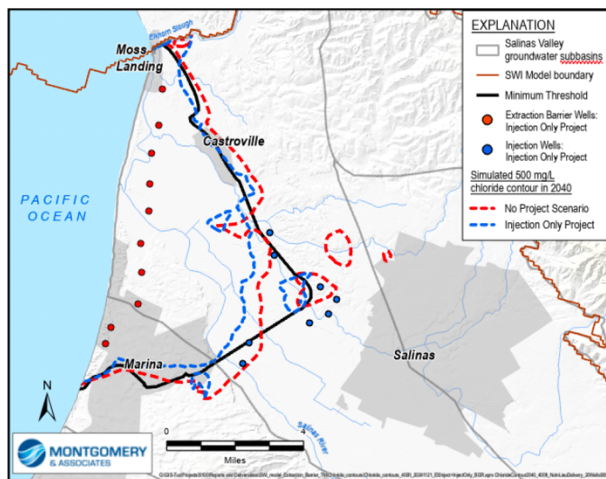 Elkhorn Slough
Moss
Landing
Castroville
PACIFIC
OCEAN
Marina
Salinas
Salinas River
N
0
4
Miles
MONTGOMERY
& ASSOCIATES
EXPLANATION
Salinas Valley
groundwater subbasins
SWI Model boundary
Minimum Threshold
Extraction Barrier Wells:
Injection Only Project
Injection Wells:
Injection Only Project
Simulated 500 mg/L
chloride contour in 2040
No Project Scenario
Injection Only Project